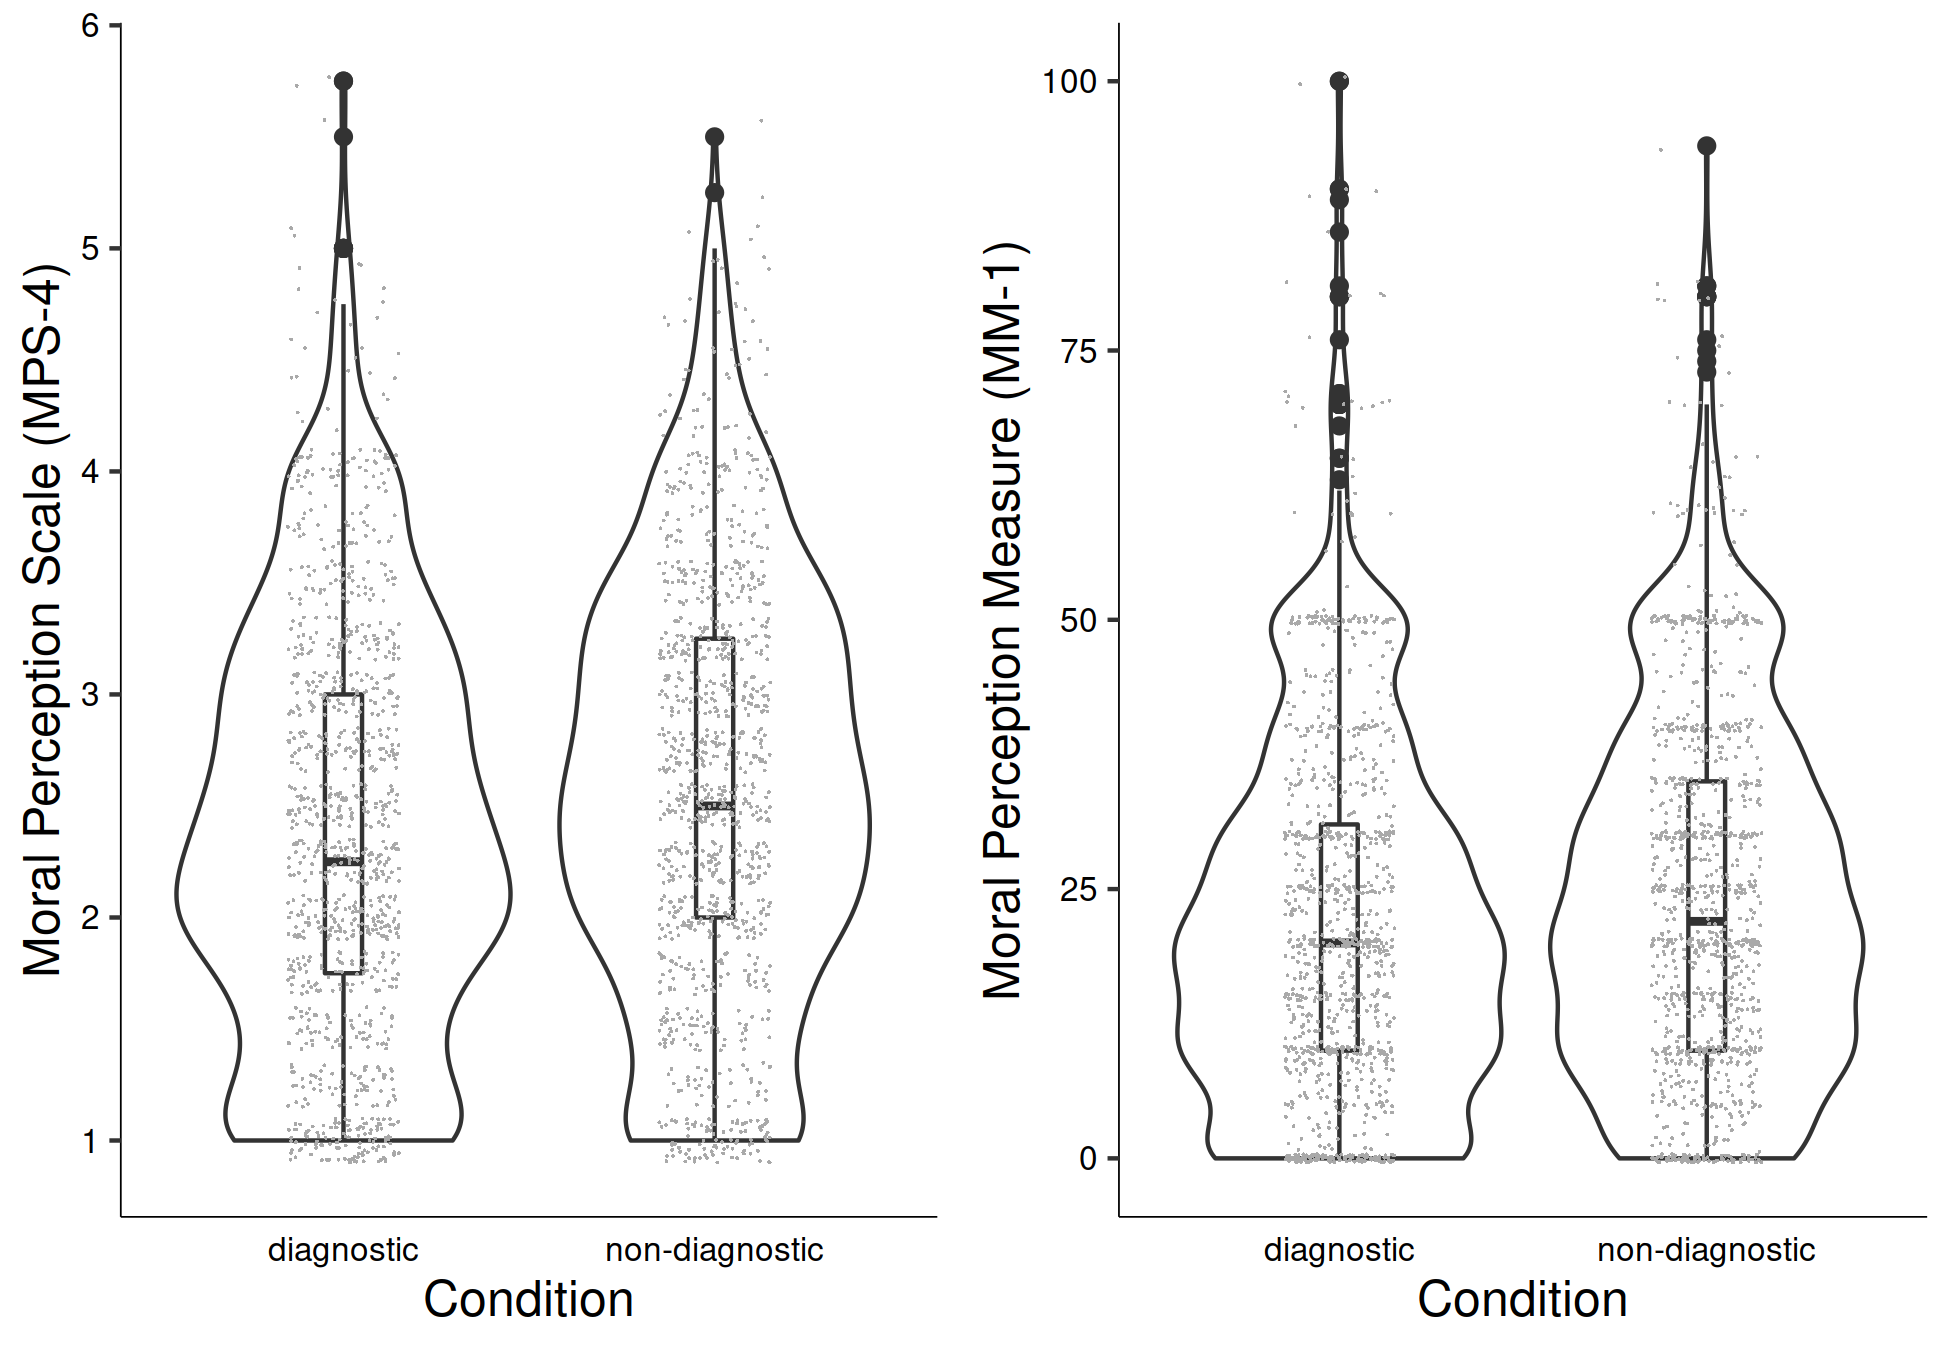 Moral Perception Scale (MPS-4)
6
5
4
3
2
1
diagnostic
non-diagnostic
Condition
Moral Perception Measure (MM-1)
100
75
50
25
0
diagnostic
non-diagnostic
Condition